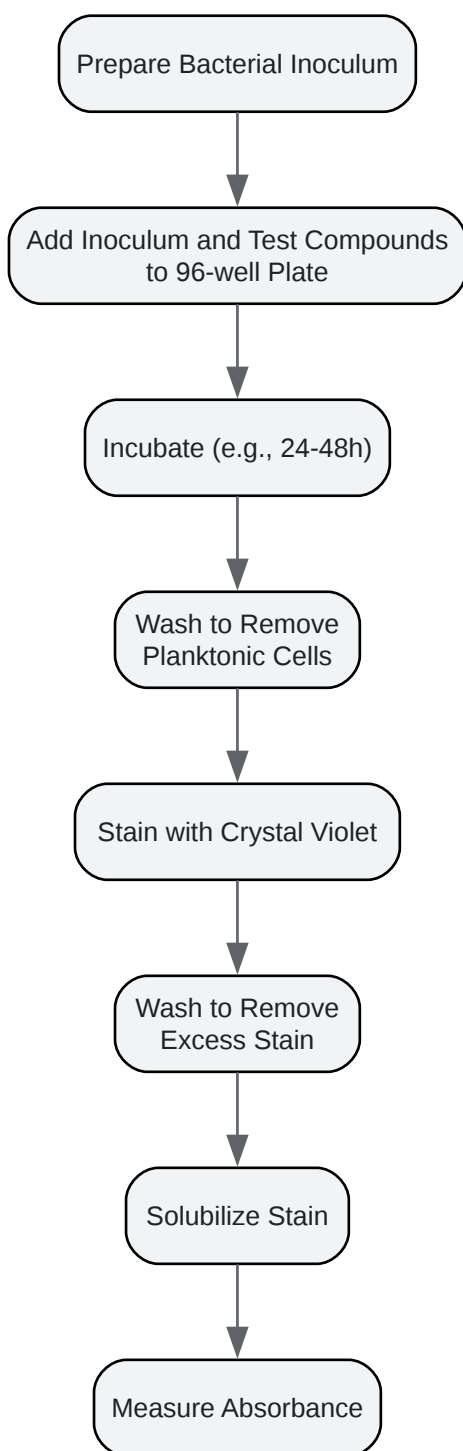 Prepare Bacterial Inoculum
Add Inoculum and Test Compounds
to 96-well Plate
Incubate (e.g., 24-48h)
Wash to Remove
Planktonic Cells
Stain with Crystal Violet
Wash to Remove
Excess Stain
Solubilize Stain
Measure Absorbance